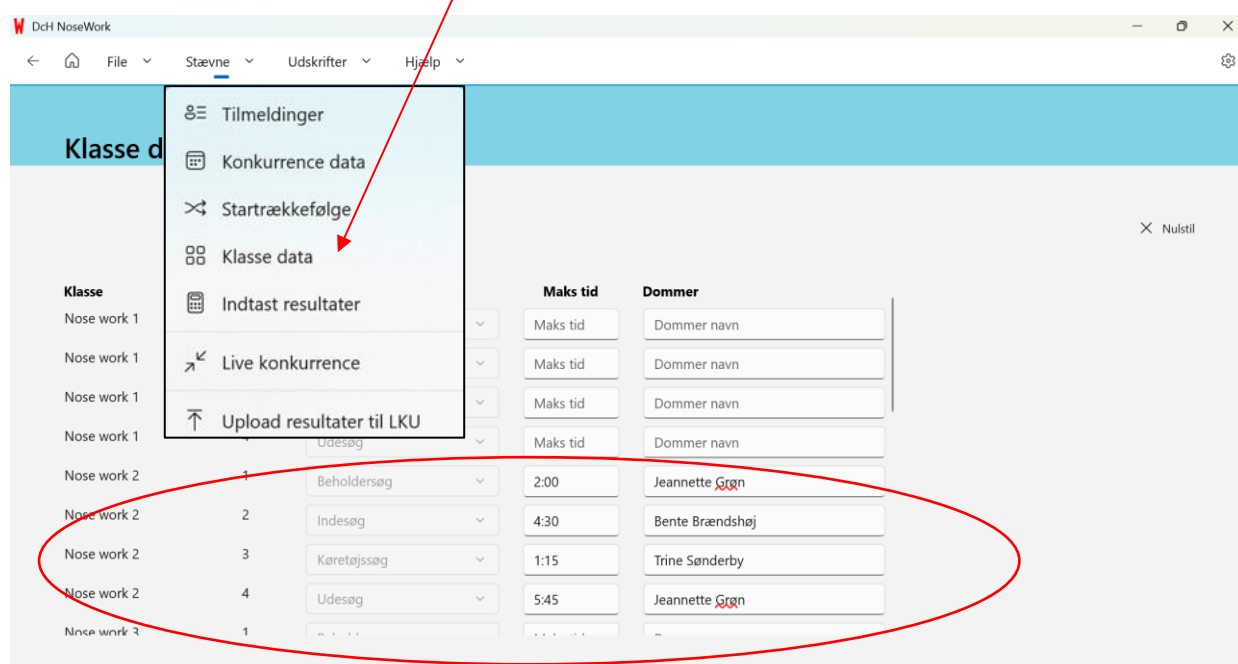 DcH NoseWork
File Stævne Udskrifter Hjælp
Klasse d
Tilmeldinger
Konkurrence data
Startrækkefølge
Klasse data
Indtast resultater
Live konkurrence
Upload resultater til LKU
Nulstil
Klasse Maks tid Dommer
Nose work 1 Maks tid Dommer navn
Nose work 1 Maks tid Dommer navn
Nose work 1 Maks tid Dommer navn
Nose work 1 Udesøg Maks tid Dommer navn
Nose work 2 1 Beholdersøg 2:00 Jeannette Grøn
Nose work 2 2 Indesøg 4:30 Bente Brændshøj
Nose work 2 3 Køretøjssøg 1:15 Trine Sønderby
Nose work 2 4 Udesøg 5:45 Jeannette Grøn
Nose work 3 1